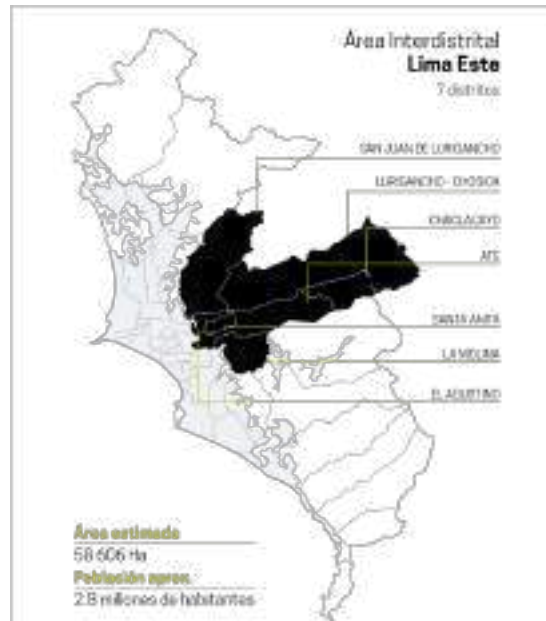 Área Interdistrital
Lima Este
7 distritos
SAN JUAN DE LURIGANCHO
LURIGANCHO - CHOSICA
CHACLACAYO
ATE
SANTA ANITA
LA MOLINA
EL AGUSTINO
Área estimada
58 606 Ha
Población aprox.
2.8 millones de habitantes